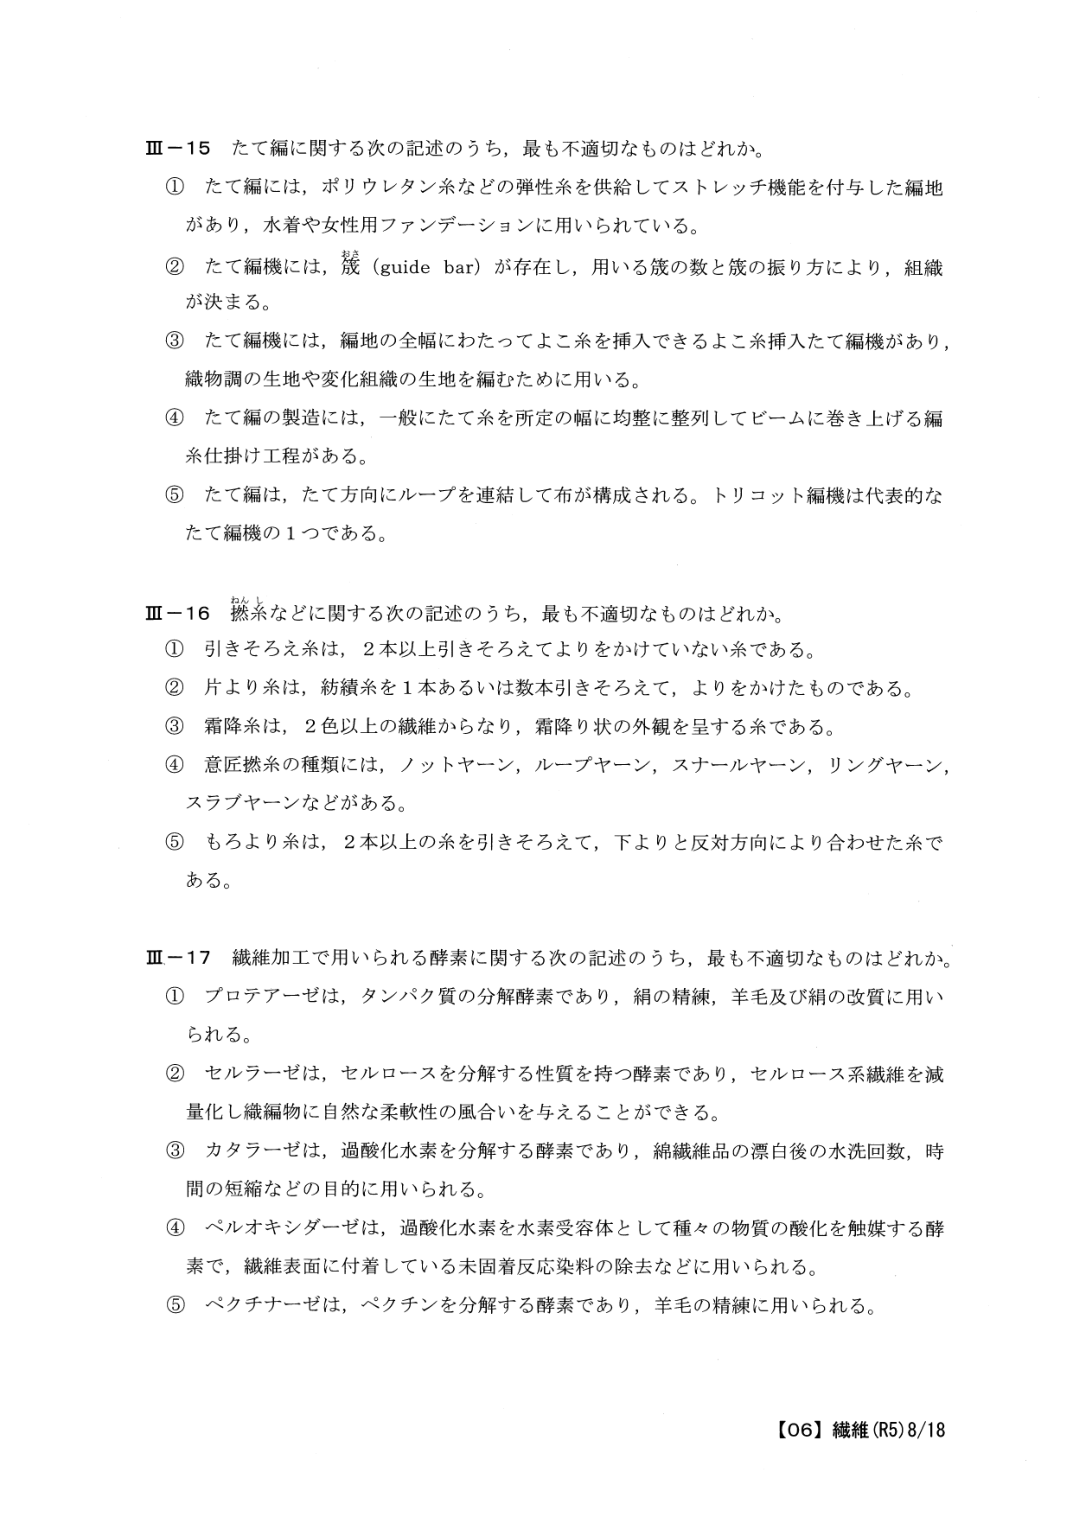 Ⅲ－15　たて編に関する次の記述のうち，最も不適切なものはどれか。
①　たて編には，ポリウレタン糸などの弾性糸を供給してストレッチ機能を付与した編地
があり，水着や女性用ファンデーションに用いられている。
②　たて編機には，筬（guide bar）が存在し，用いる筬の数と筬の振り方により，組織
が決まる。
③　たて編機には，編地の全幅にわたってよこ糸を挿入できるよこ糸挿入たて編機があり，
織物調の生地や変化組織の生地を編むために用いる。
④　たて編の製造には，一般にたて糸を所定の幅に均整に整列してビームに巻き上げる編
糸仕掛け工程がある。
⑤　たて編は，たて方向にループを連結して布が構成される。トリコット編機は代表的な
たて編機の１つである。
Ⅲ－16　撚糸などに関する次の記述のうち，最も不適切なものはどれか。
①　引きそろえ糸は，２本以上引きそろえてよりをかけていない糸である。
②　片より糸は，紡績糸を１本あるいは数本引きそろえて，よりをかけたものである。
③　霜降糸は，２色以上の繊維からなり，霜降り状の外観を呈する糸である。
④　意匠撚糸の種類には，ノットヤーン，ループヤーン，スナールヤーン，リングヤーン，
スラブヤーンなどがある。
⑤　もろより糸は，２本以上の糸を引きそろえて，下よりと反対方向により合わせた糸で
ある。
Ⅲ－17　繊維加工で用いられる酵素に関する次の記述のうち，最も不適切なものはどれか。
①　プロテアーゼは，タンパク質の分解酵素であり，絹の精練，羊毛及び絹の改質に用い
られる。
②　セルラーゼは，セルロースを分解する性質を持つ酵素であり，セルロース系繊維を減
量化し織編物に自然な柔軟性の風合いを与えることができる。
③　カタラーゼは，過酸化水素を分解する酵素であり，綿繊維品の漂白後の水洗回数，時
間の短縮などの目的に用いられる。
④　ペルオキシダーゼは，過酸化水素を水素受容体として種々の物質の酸化を触媒する酵
素で，繊維表面に付着している未固着反応染料の除去などに用いられる。
⑤　ペクチナーゼは，ペクチンを分解する酵素であり，羊毛の精練に用いられる。
【06】繊維(R5)8/18